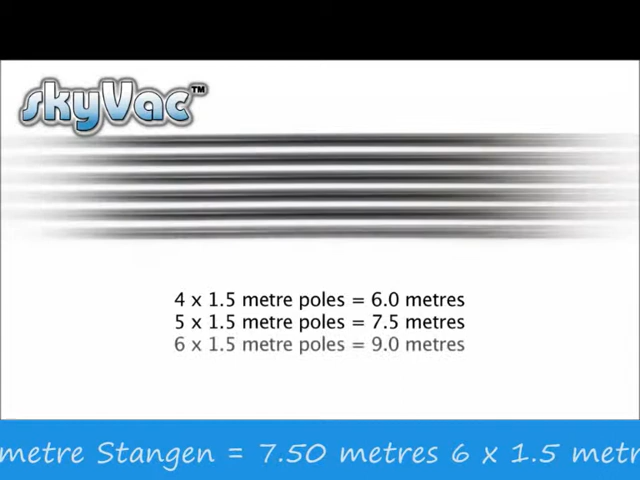 skyVac™
4 x 1.5 metre poles = 6.0 metres
5 x 1.5 metre poles = 7.5 metres
6 x 1.5 metre poles = 9.0 metres
metre Stangen = 7.50 metres 6 x 1.5 metr